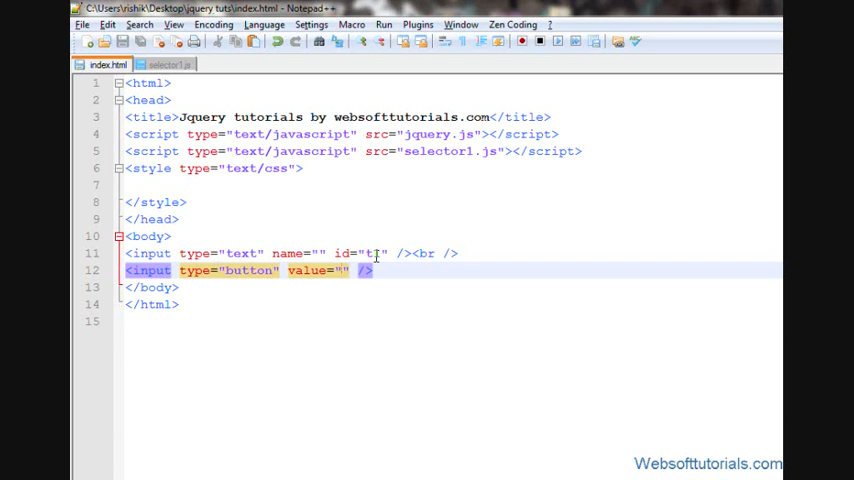 C:\Users\rishik\Desktop\jquery tuts\index.html - Notepad++
File Edit Search View Encoding Language Settings Macro Run Plugins Window Zen Coding ?
index.html selector1.js
1 <html>
2 <head>
3 <title>Jquery tutorials by websofttutorials.com</title>
4 <script type="text/javascript" src="jquery.js"></script>
5 <script type="text/javascript" src="selector1.js"></script>
6 <style type="text/css">
7
8 </style>
9 </head>
10 <body>
11 <input type="text" name="" id="t1" /><br />
12 <input type="button" value="" />
13 </body>
14 </html>
15
Websofttutorials.com